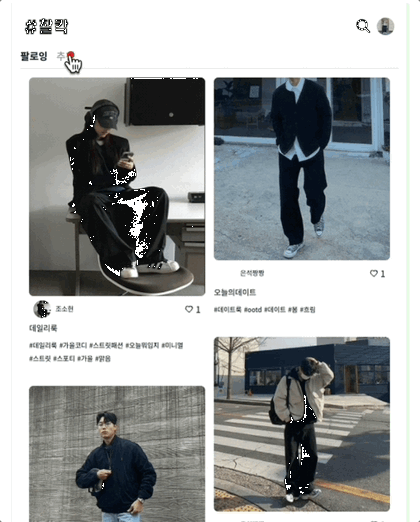 #찰칵
팔로잉
조소현
1
데일리룩
#데일리룩 #가을코디 #스트릿패션 #오늘뭐입지 #미니멀
#스트릿 #스포티 #가을 #맑음
은석짱짱
1
오늘의데이트
#데이트룩 #ootd #데이트 #봄 #흐림